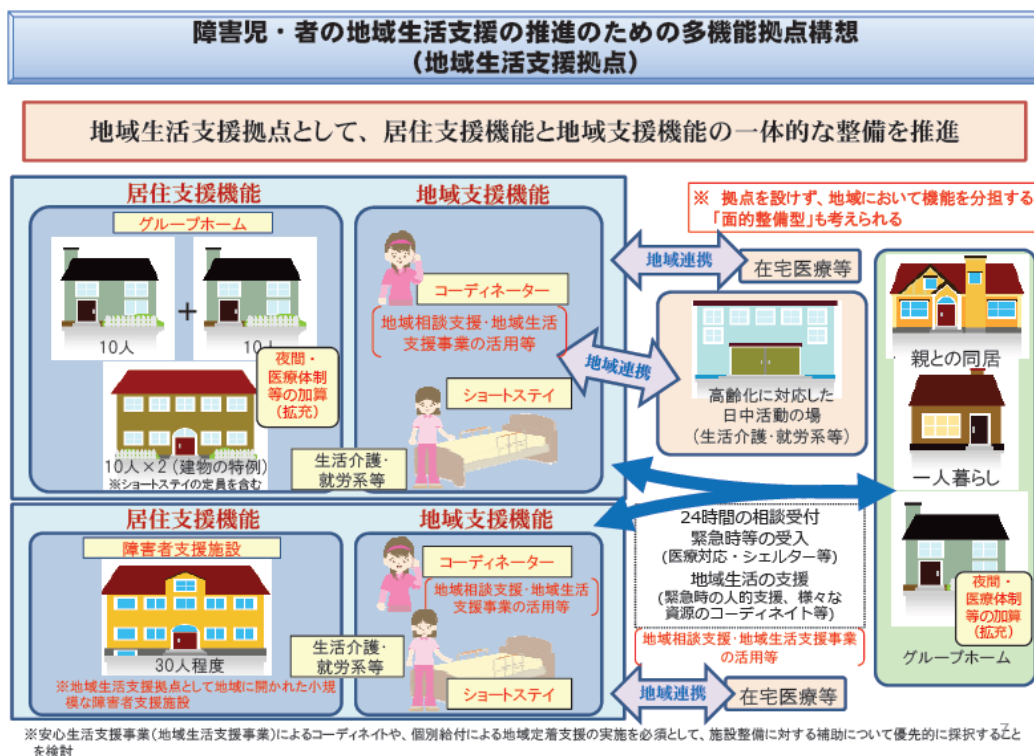 障害児・者の地域生活支援の推進のための多機能拠点構想
（地域生活支援拠点）
地域生活支援拠点として、居住支援機能と地域支援機能の一体的な整備を推進
居住支援機能
グループホーム
10人
+
10人
夜間・
医療体制
等の加算
（拡充）
10人×2（建物の特例）
※ショートステイの定員を含む
地域支援機能
コーディネーター
地域相談支援・地域生活
支援事業の活用等
ショートステイ
生活介護・
就労系等
居住支援機能
障害者支援施設
30人程度
※地域生活支援拠点として地域に開かれた小規
模な障害者支援施設
地域支援機能
コーディネーター
地域相談支援・地域生活
支援事業の活用等
生活介護・
就労系等
ショートステイ
※ 拠点を設けず、地域において機能を分担する
「面的整備型」も考えられる
地域連携
在宅医療等
地域連携
高齢化に対応した
日中活動の場
（生活介護・就労系等）
24時間の相談受付
緊急時等の受入
(医療対応・シェルター等)
地域生活の支援
(緊急時の人的支援、様々な
資源のコーディネイト等)
地域相談支援・地域生活支援事業
の活用等
地域連携
在宅医療等
親との同居
一人暮らし
夜間・
医療体制
等の加算
（拡充）
グループホーム
※安心生活支援事業(地域生活支援事業)によるコーディネイトや、個別給付による地域定着支援の実施を必須として、施設整備に対する補助について優先的に採択すること
を検討
7